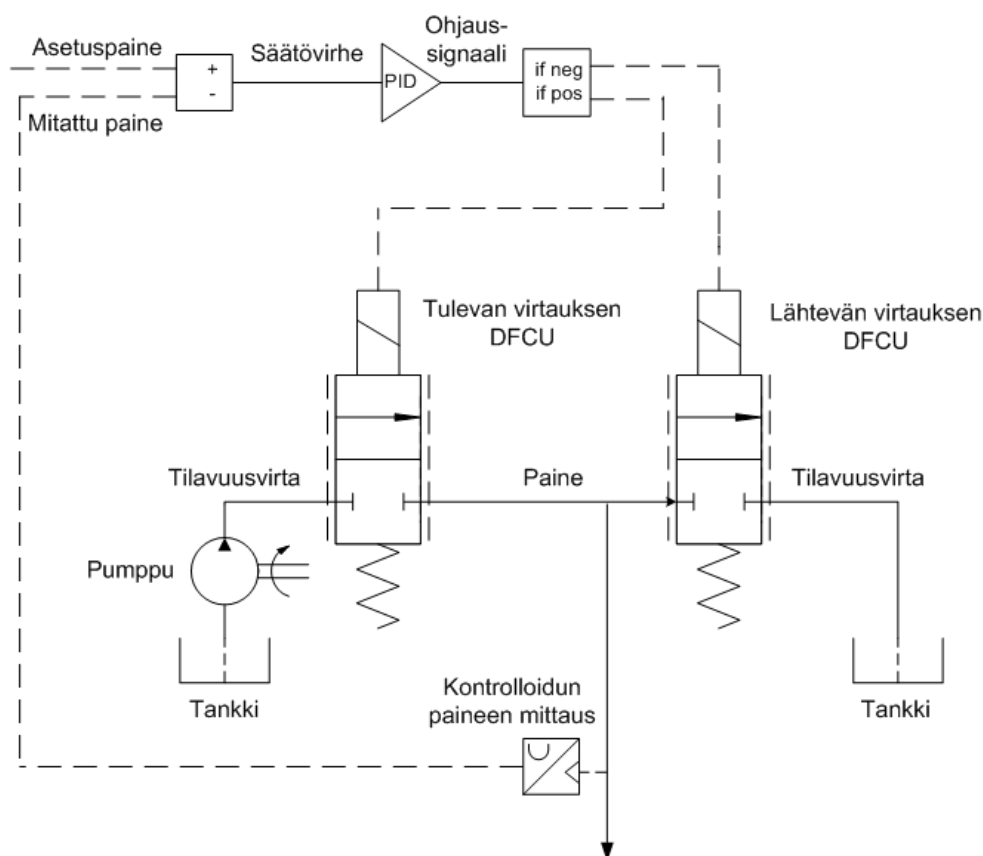 Asetuspaine
Mitattu paine
+
-
Säätövirhe
PID
Ohjaus-
signaali
if neg
if pos
Tulevan virtauksen
DFCU
Lähtevän virtauksen
DFCU
Tilavuusvirta
Paine
Tilavuusvirta
Pumppu
Tankki
Kontrolloidun
paineen mittaus
Tankki